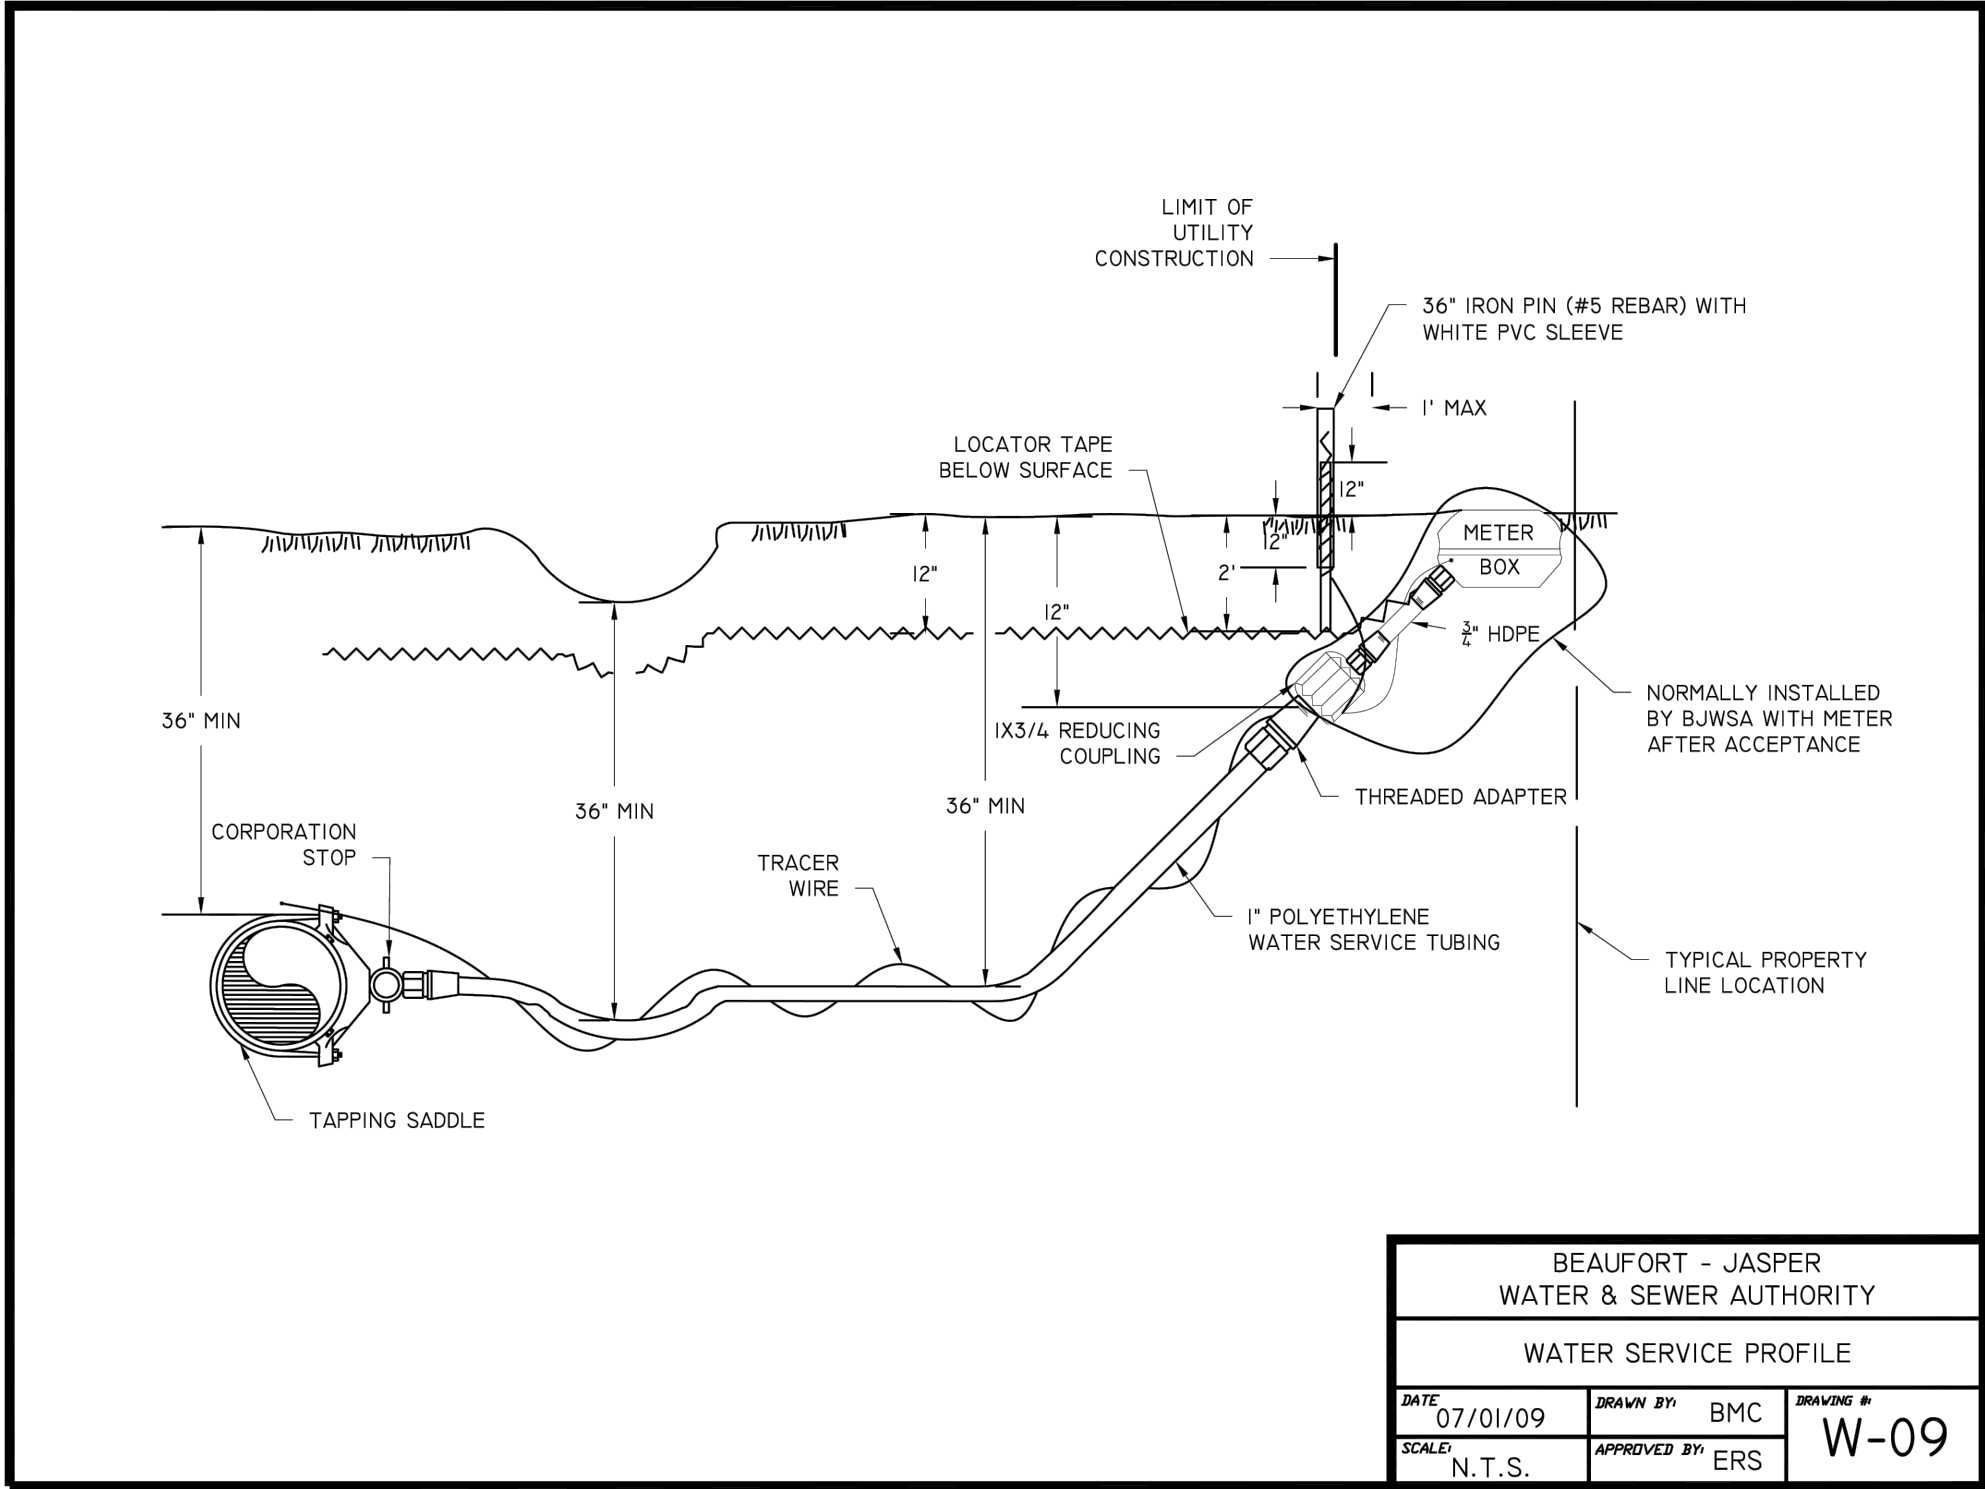 LIMIT OF
UTILITY
CONSTRUCTION
36" IRON PIN (#5 REBAR) WITH
WHITE PVC SLEEVE
1' MAX
LOCATOR TAPE
BELOW SURFACE
12"
12"
METER
BOX
12"
2'
12"
3/4" HDPE
36" MIN
1X3/4 REDUCING
COUPLING
NORMALLY INSTALLED
BY BJWSA WITH METER
AFTER ACCEPTANCE
36" MIN
36" MIN
THREADED ADAPTER
CORPORATION
STOP
TRACER
WIRE
1" POLYETHYLENE
WATER SERVICE TUBING
TYPICAL PROPERTY
LINE LOCATION
TAPPING SADDLE
BEAUFORT - JASPER
WATER & SEWER AUTHORITY
WATER SERVICE PROFILE
DATE
07/01/09
DRAWN BY:
BMC
DRAWING #:
W-09
SCALE:
N.T.S.
APPROVED BY:
ERS